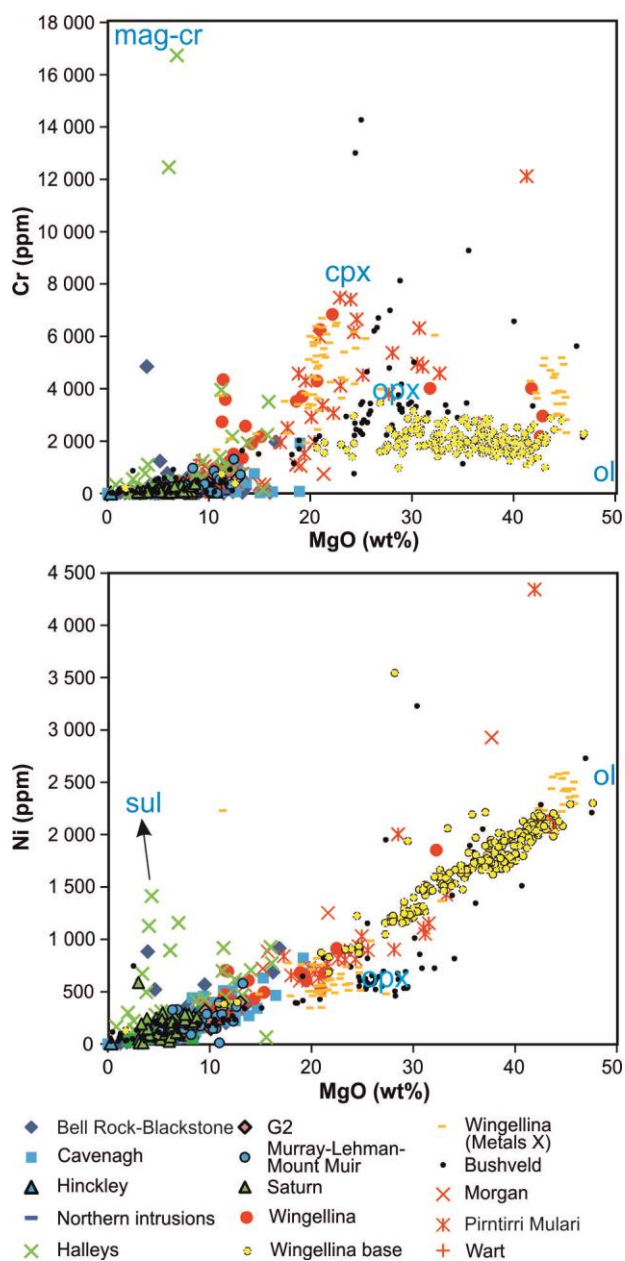 18 000
mag-cr
16 000
14 000
12 000
10 000
Cr (ppm)
8 000
cpx
6 000
4 000
opx
2 000
ol
0
0 10 20 30 40 50
MgO (wt%)
4 500
4 000
3 500
3 000
Ni (ppm)
2 500
ol
sul
2 000
1 500
1 000
opx
500
0
0 10 20 30 40 50
MgO (wt%)
Bell Rock-Blackstone
Cavenagh
Hinckley
Northern intrusions
Halleys
G2
Murray-Lehman-
Mount Muir
Saturn
Wingellina
Wingellina base
Wingellina
(Metals X)
Bushveld
Morgan
Pirntirri Mulari
Wart